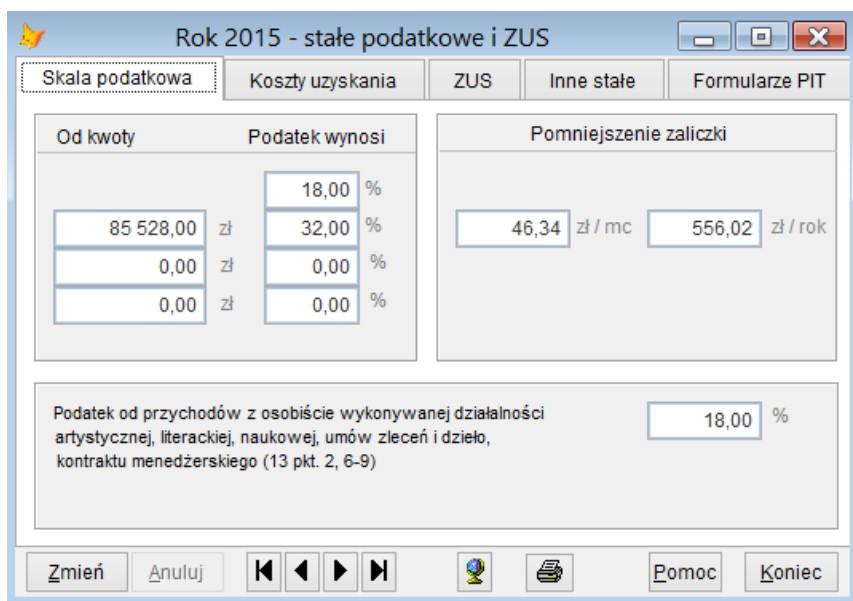 Rok 2015 - stałe podatkowe i ZUS
Skala podatkowa Koszty uzyskania ZUS Inne stałe Formularze PIT
Od kwoty Podatek wynosi Pomniejszenie zaliczki
18,00 %
85 528,00 zł 32,00 % 46,34 zł / mc 556,02 zł / rok
0,00 zł 0,00 %
0,00 zł 0,00 %
Podatek od przychodów z osobiście wykonywanej działalności
artystycznej, literackiej, naukowej, umów zleceń i dzieło,
kontraktu menedżerskiego (13 pkt. 2, 6-9)
18,00 %
Zmień Anuluj Pomoc Koniec